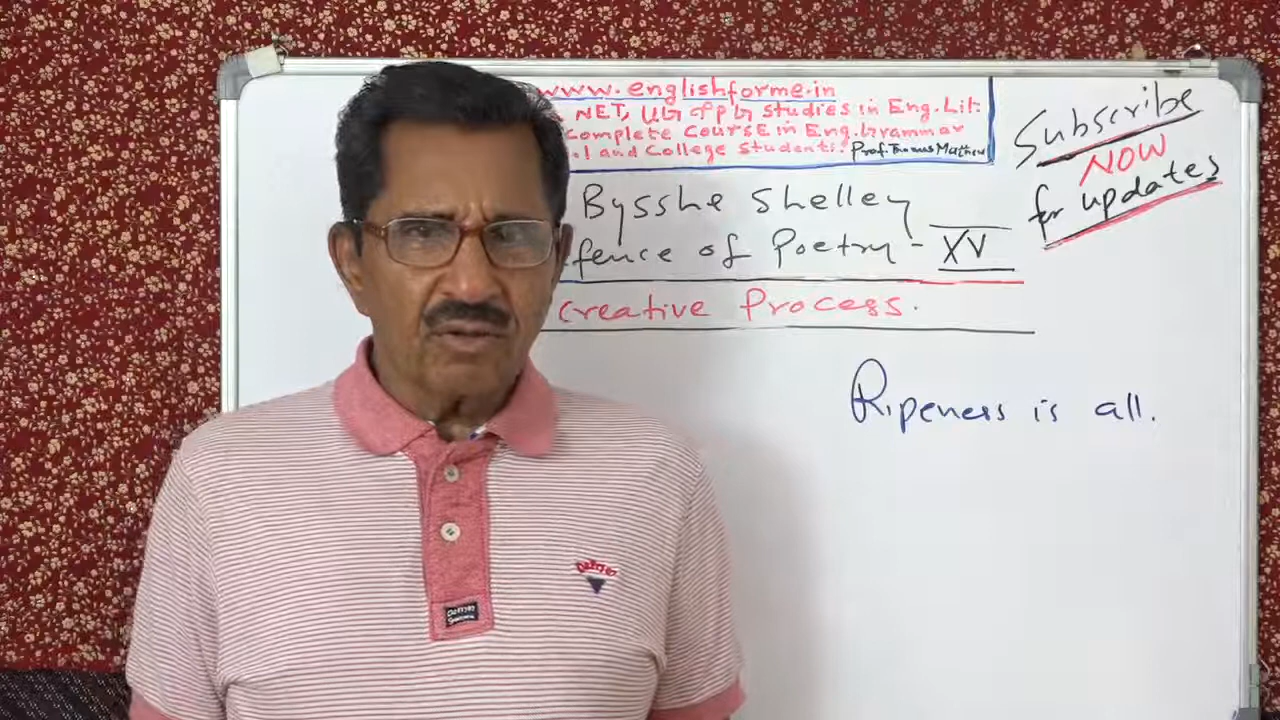 www.englishforme.in
NET, UG & PG Studies in Eng. Lit.
Complete Course in Eng. Grammar
and College Students. Prof. Thomas Mathew
Subscribe
NOW
for updates
Bysshe Shelley
fence of Poetry - XV
Creative Process.
Ripeness is all.